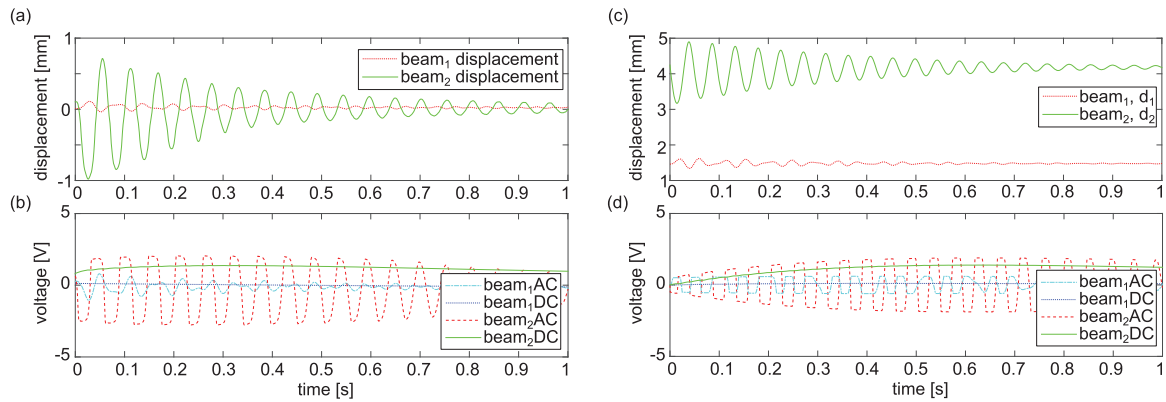 (a)
displacement [mm]
1
0
-1
beam₁ displacement
beam₂ displacement
0 0.1 0.2 0.3 0.4 0.5 0.6 0.7 0.8 0.9 1
(b)
voltage [V]
5
0
-5
beam₁AC
beam₁DC
beam₂AC
beam₂DC
0 0.1 0.2 0.3 0.4 0.5 0.6 0.7 0.8 0.9 1
time [s]
(c)
displacement [mm]
5
4
3
2
1
beam₁, d₁
beam₂, d₂
0 0.1 0.2 0.3 0.4 0.5 0.6 0.7 0.8 0.9 1
(d)
voltage [V]
5
0
-5
beam₁AC
beam₁DC
beam₂AC
beam₂DC
0 0.1 0.2 0.3 0.4 0.5 0.6 0.7 0.8 0.9 1
time [s]